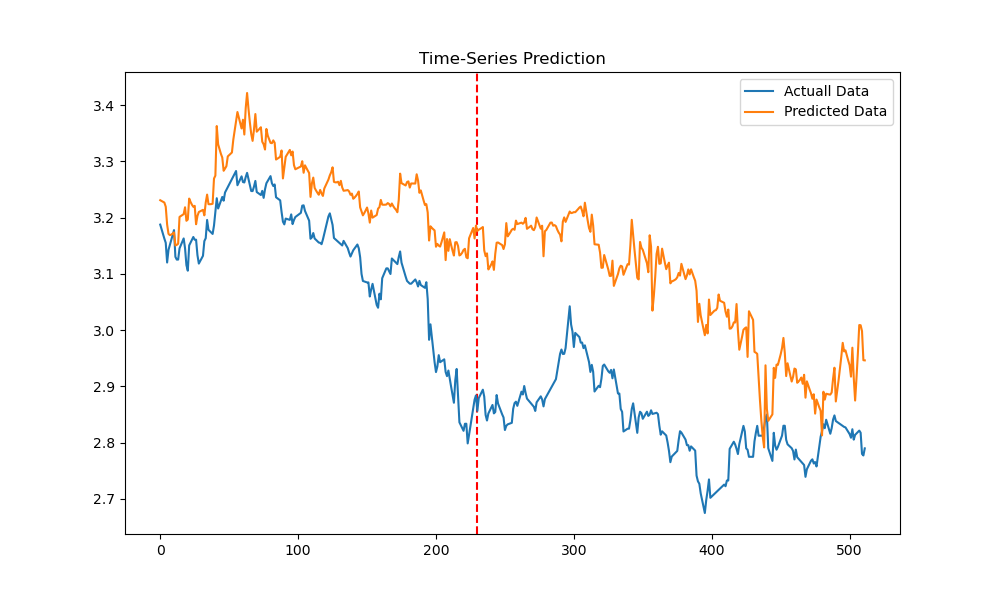 Time-Series Prediction
Actuall Data
Predicted Data
3.4
3.3
3.2
3.1
3.0
2.9
2.8
2.7
0 100 200 300 400 500